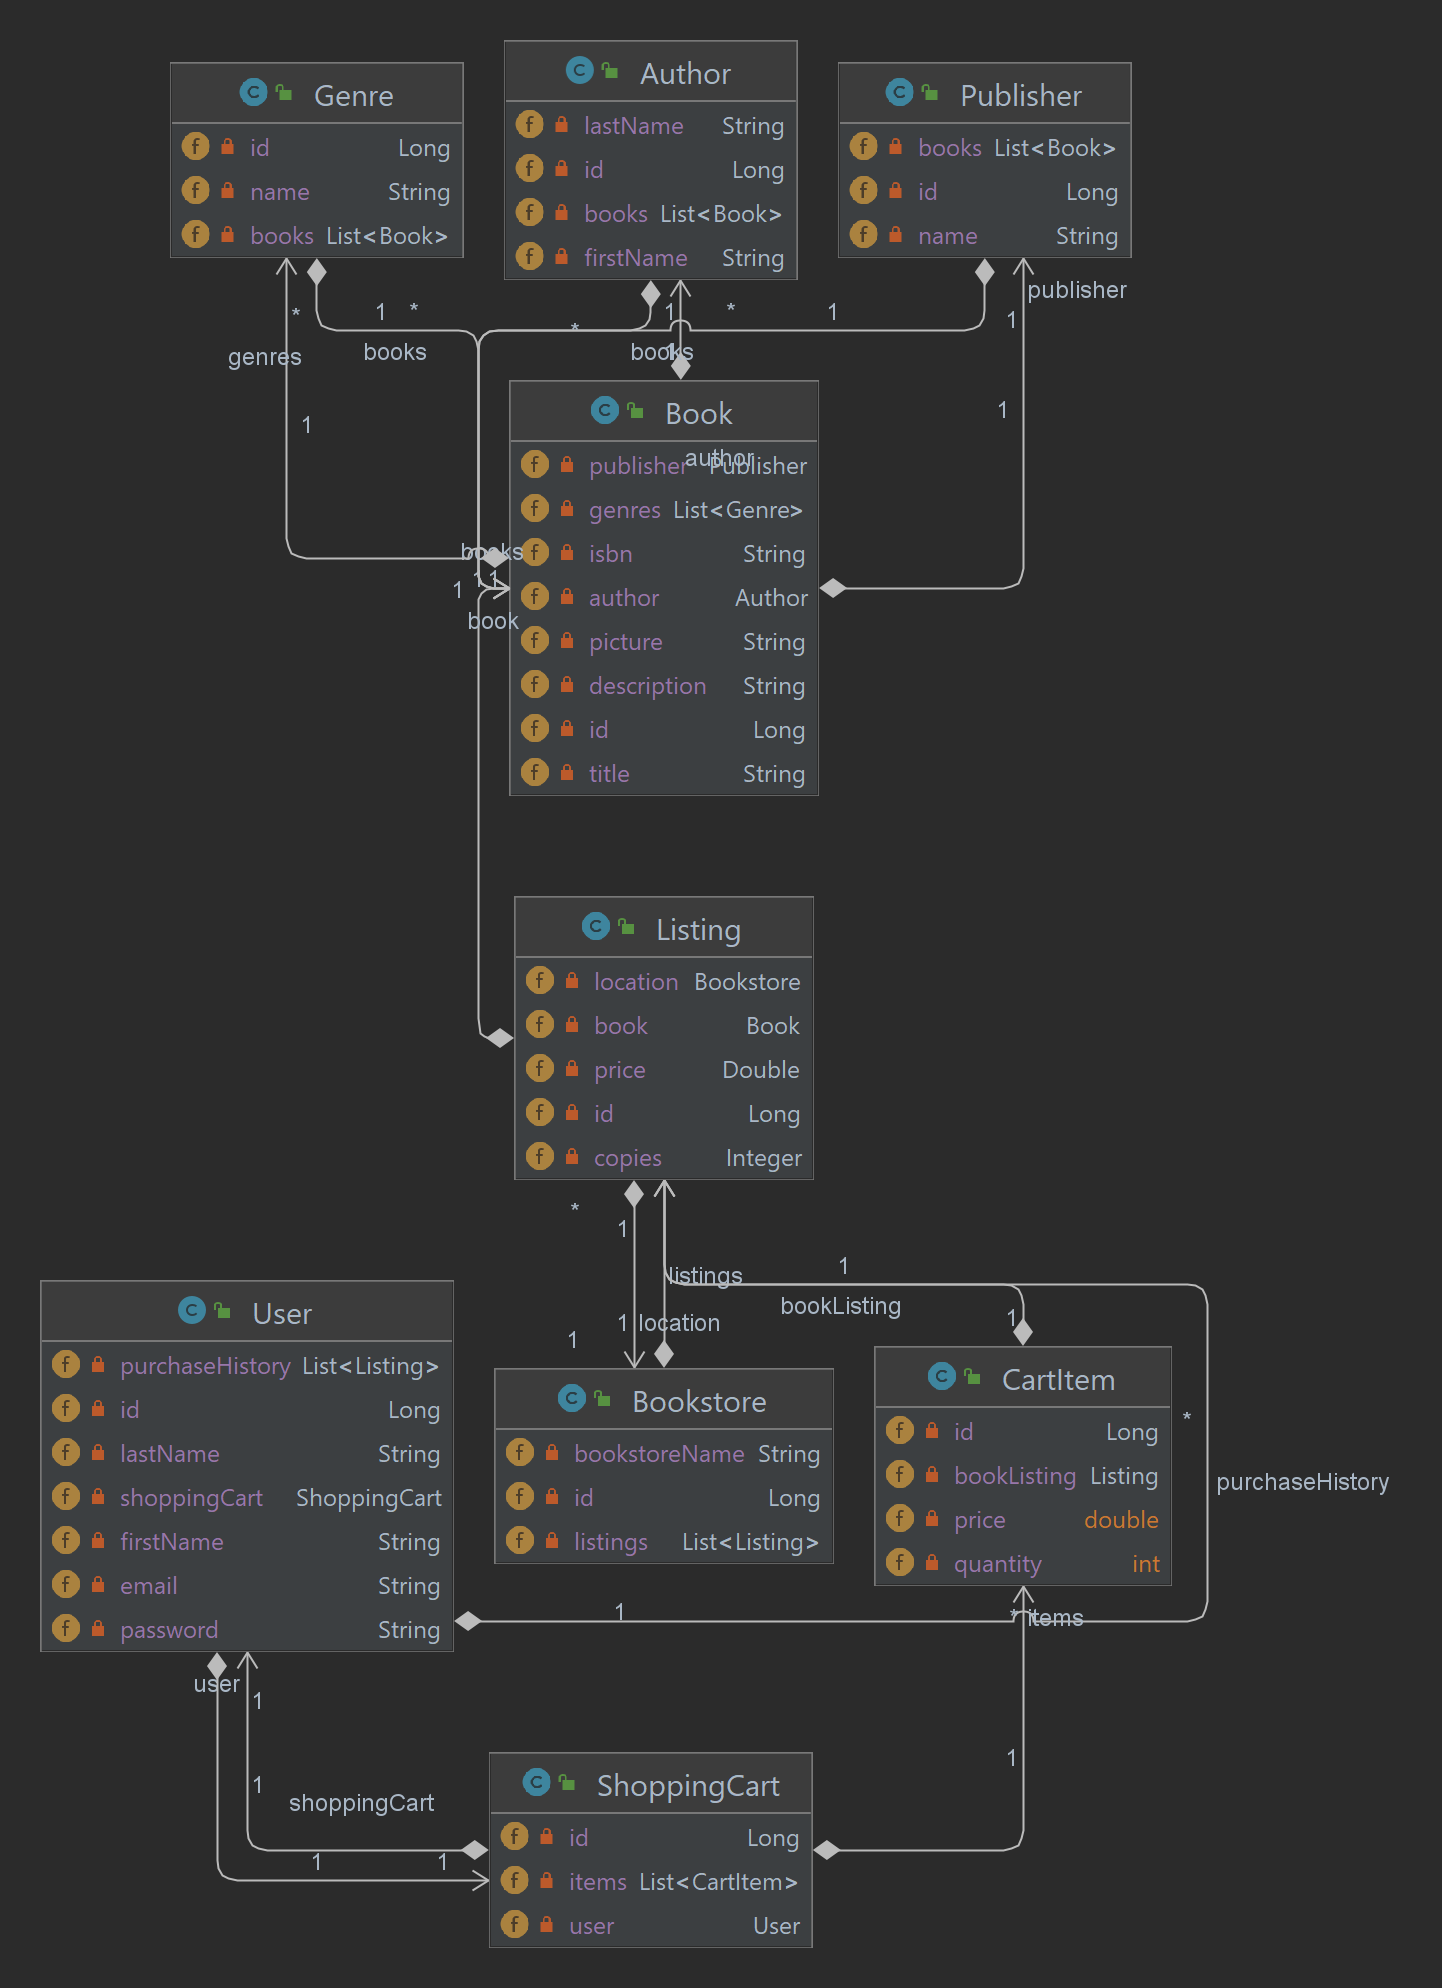 Genre
id Long
name String
books List<Book>
Author
lastName String
id Long
books List<Book>
firstName String
Publisher
books List<Book>
id Long
name String
publisher
*
1
*
*
1
*
1
1
genres
books
books
1
1
1
Book
author
publisher Publisher
genres List<Genre>
isbn String
author Author
picture String
description String
id Long
title String
books
1
1
1
book
Listing
location Bookstore
book Book
price Double
id Long
copies Integer
*
1
listings
1
bookListing
1
1
location
1
User
purchaseHistory List<Listing>
id Long
lastName String
shoppingCart ShoppingCart
firstName String
email String
password String
Bookstore
bookstoreName String
id Long
listings List<Listing>
CartItem
id Long
bookListing Listing
price double
quantity int
*
purchaseHistory
1
*
items
user
1
1
1
shoppingCart
1
1
ShoppingCart
id Long
items List<CartItem>
user User